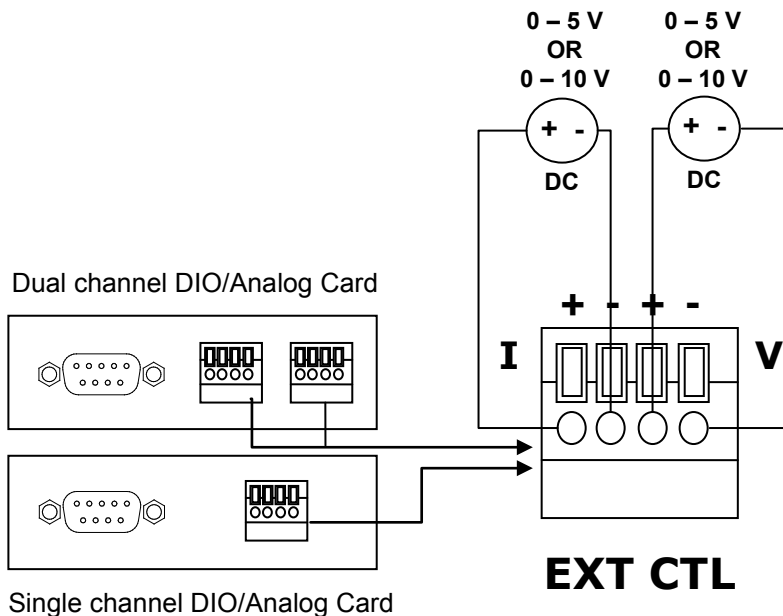 0 – 5 V
OR
0 – 10 V
0 – 5 V
OR
0 – 10 V
+ -
+ -
DC
DC
Dual channel DIO/Analog Card
+ - + -
I
V
EXT CTL
Single channel DIO/Analog Card